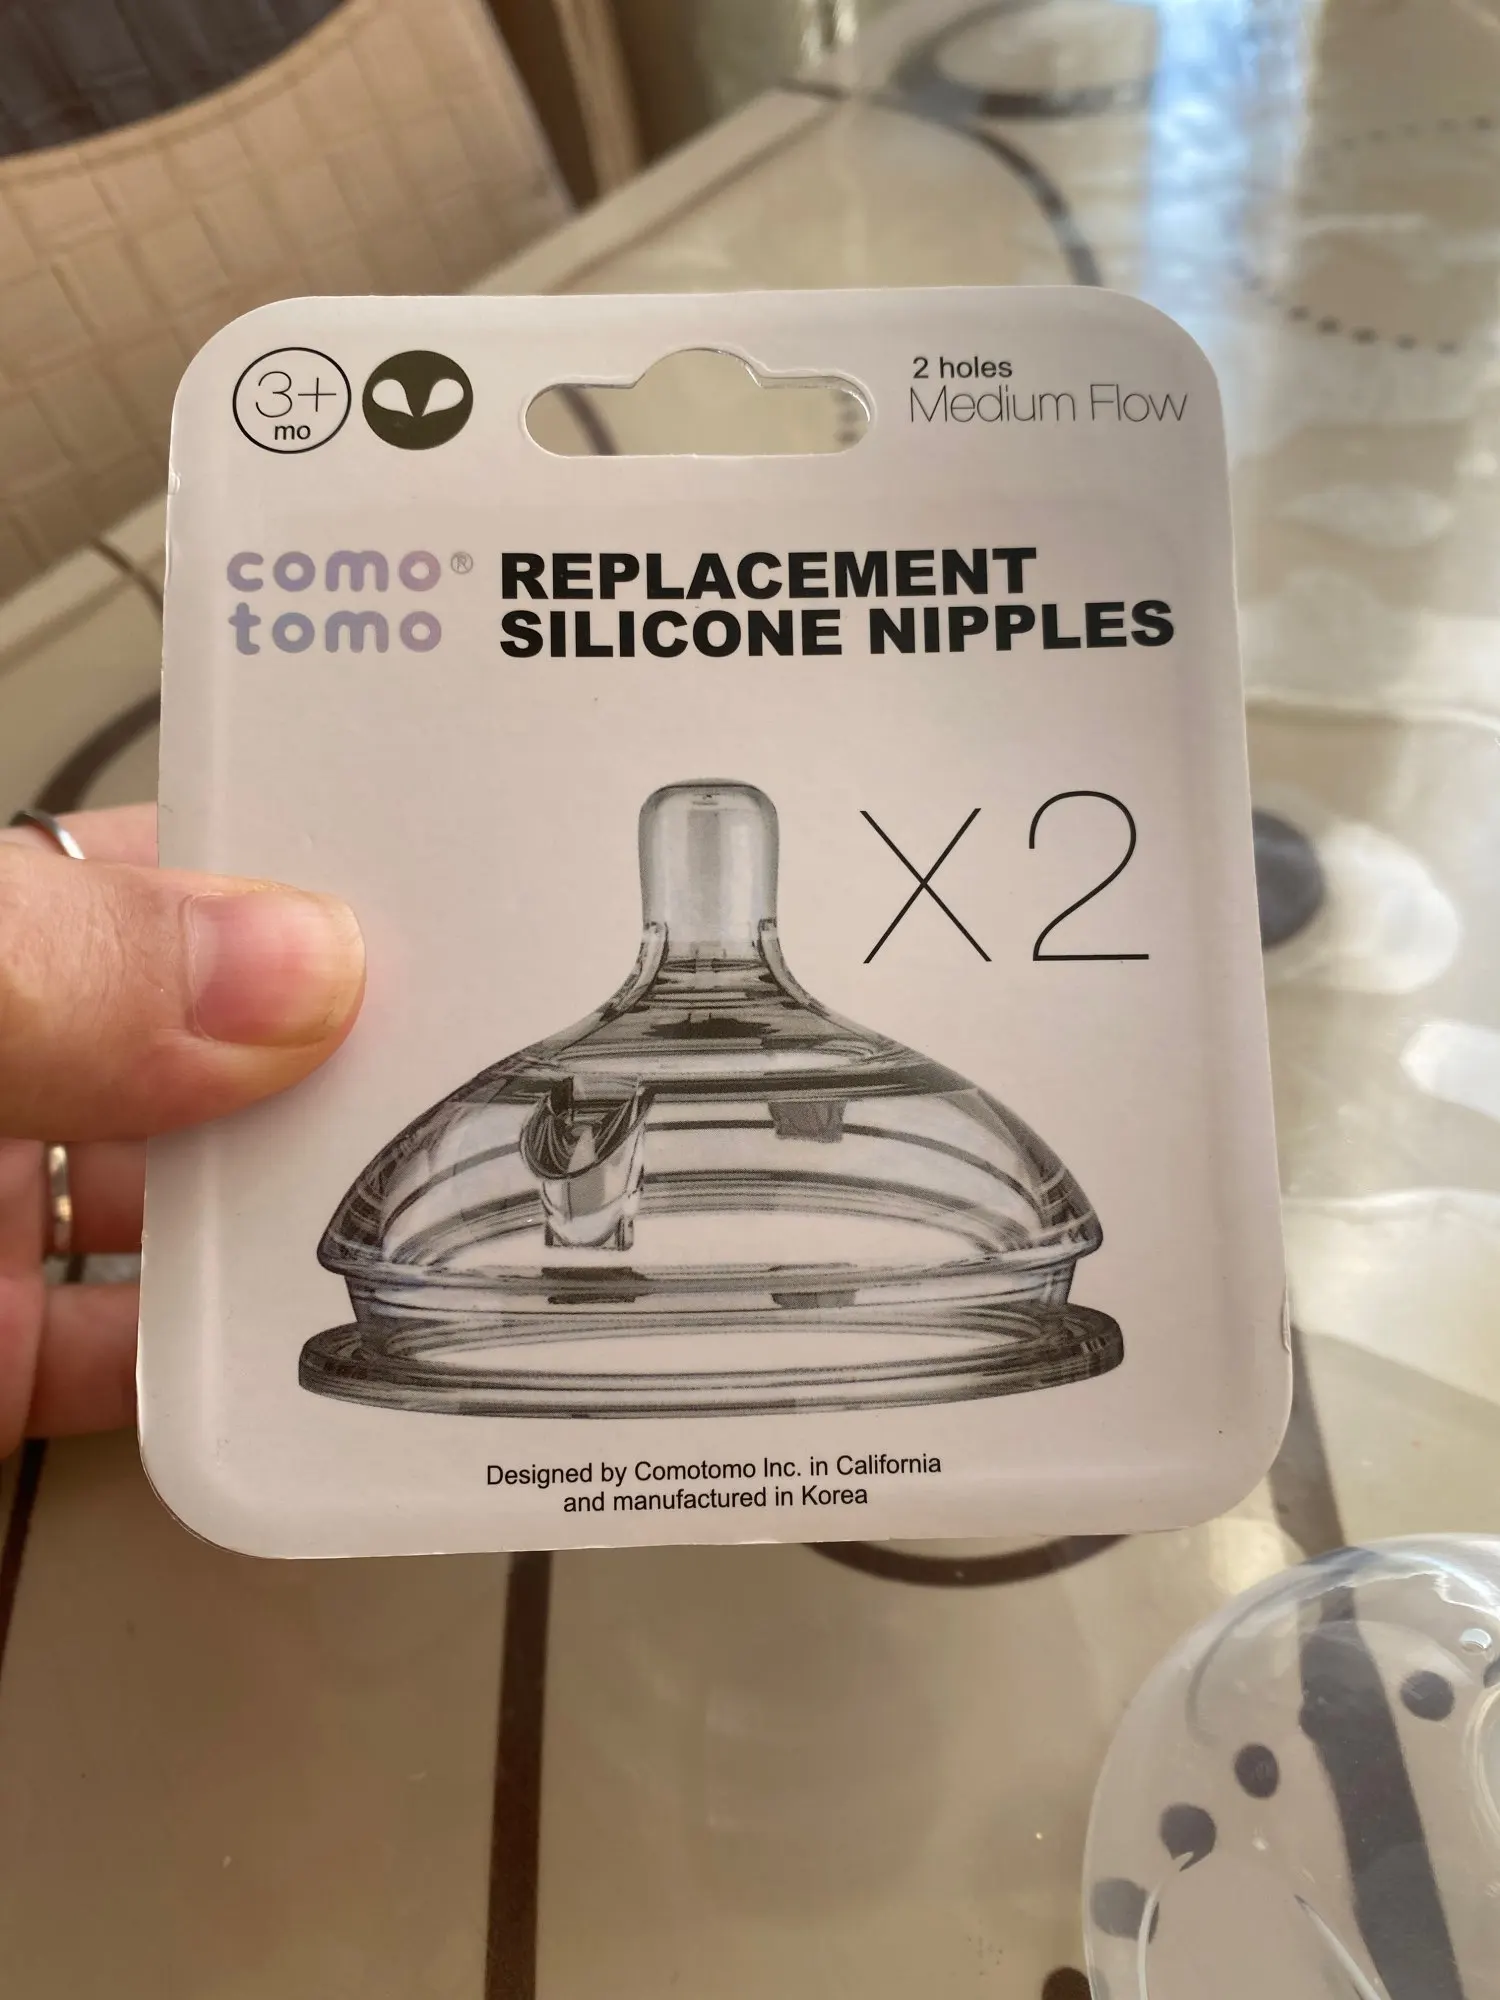 3+
mo
2 holes
Medium Flow
como®
tomo
REPLACEMENT
SILICONE NIPPLES
X2
Designed by Comotomo Inc. in California
and manufactured in Korea